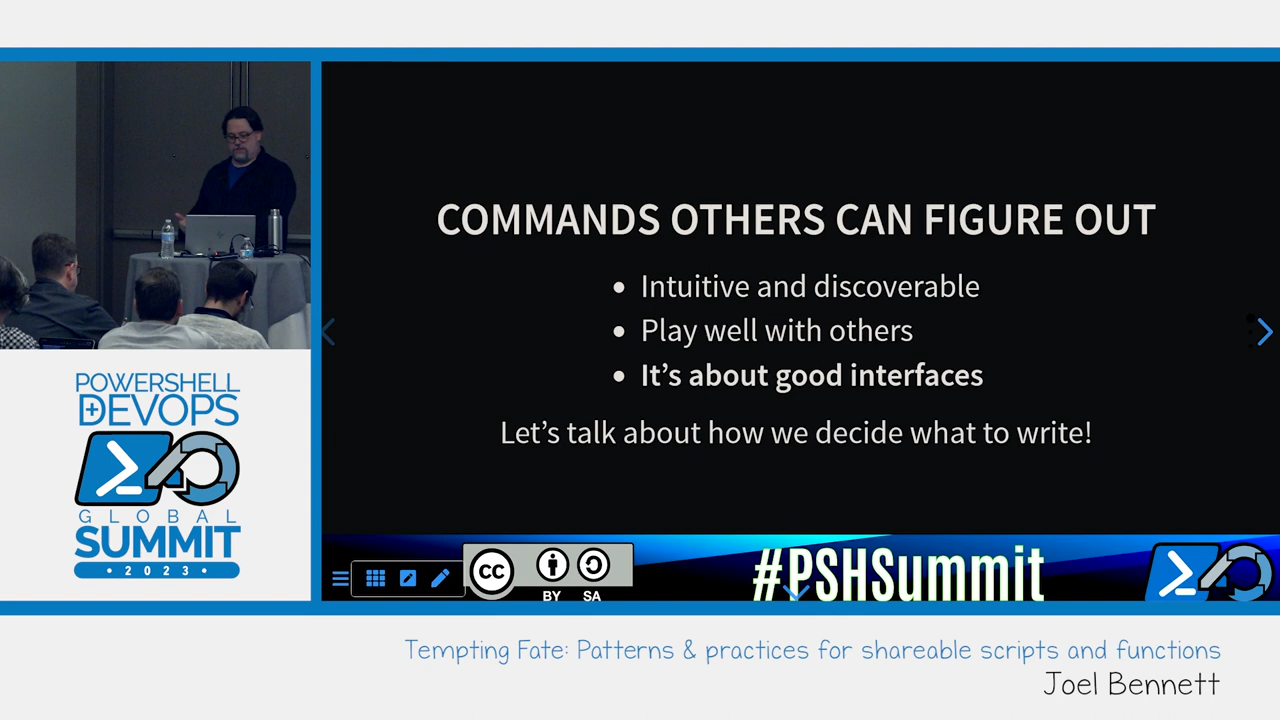 COMMANDS OTHERS CAN FIGURE OUT
• Intuitive and discoverable
• Play well with others
• It's about good interfaces
Let's talk about how we decide what to write!
POWERSHELL
+DEVOPS
GLOBAL
SUMMIT
• 2023 •
cc
BY SA
#PSHSummit
Tempting Fate: Patterns & practices for shareable scripts and functions
Joel Bennett